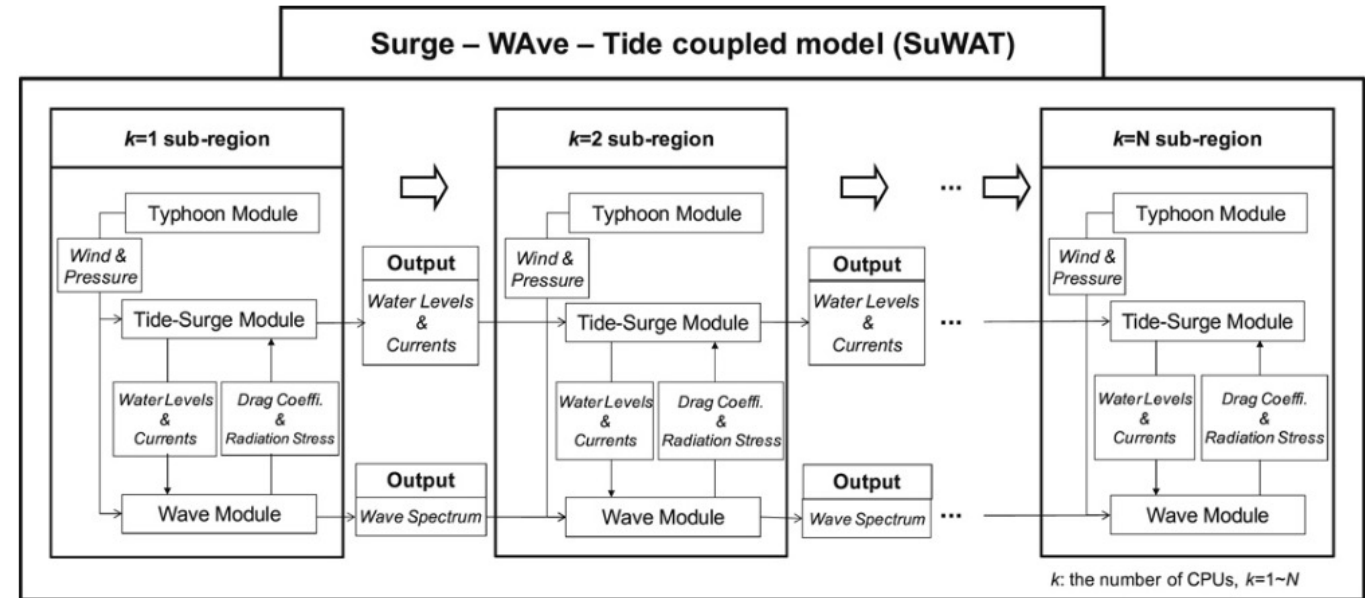 Surge – WAve – Tide coupled model (SuWAT)
k=1 sub-region
Typhoon Module
Wind &
Pressure
Tide-Surge Module
Water Levels
&
Currents
Drag Coeffi.
&
Radiation Stress
Wave Module
Output
Water Levels
&
Currents
Output
Wave Spectrum
k=2 sub-region
Typhoon Module
Wind &
Pressure
Tide-Surge Module
Water Levels
&
Currents
Drag Coeffi.
&
Radiation Stress
Wave Module
Output
Water Levels
&
Currents
Output
Wave Spectrum
...
...
...
k=N sub-region
Typhoon Module
Wind &
Pressure
Tide-Surge Module
Water Levels
&
Currents
Drag Coeffi.
&
Radiation Stress
Wave Module
k: the number of CPUs, k=1~N